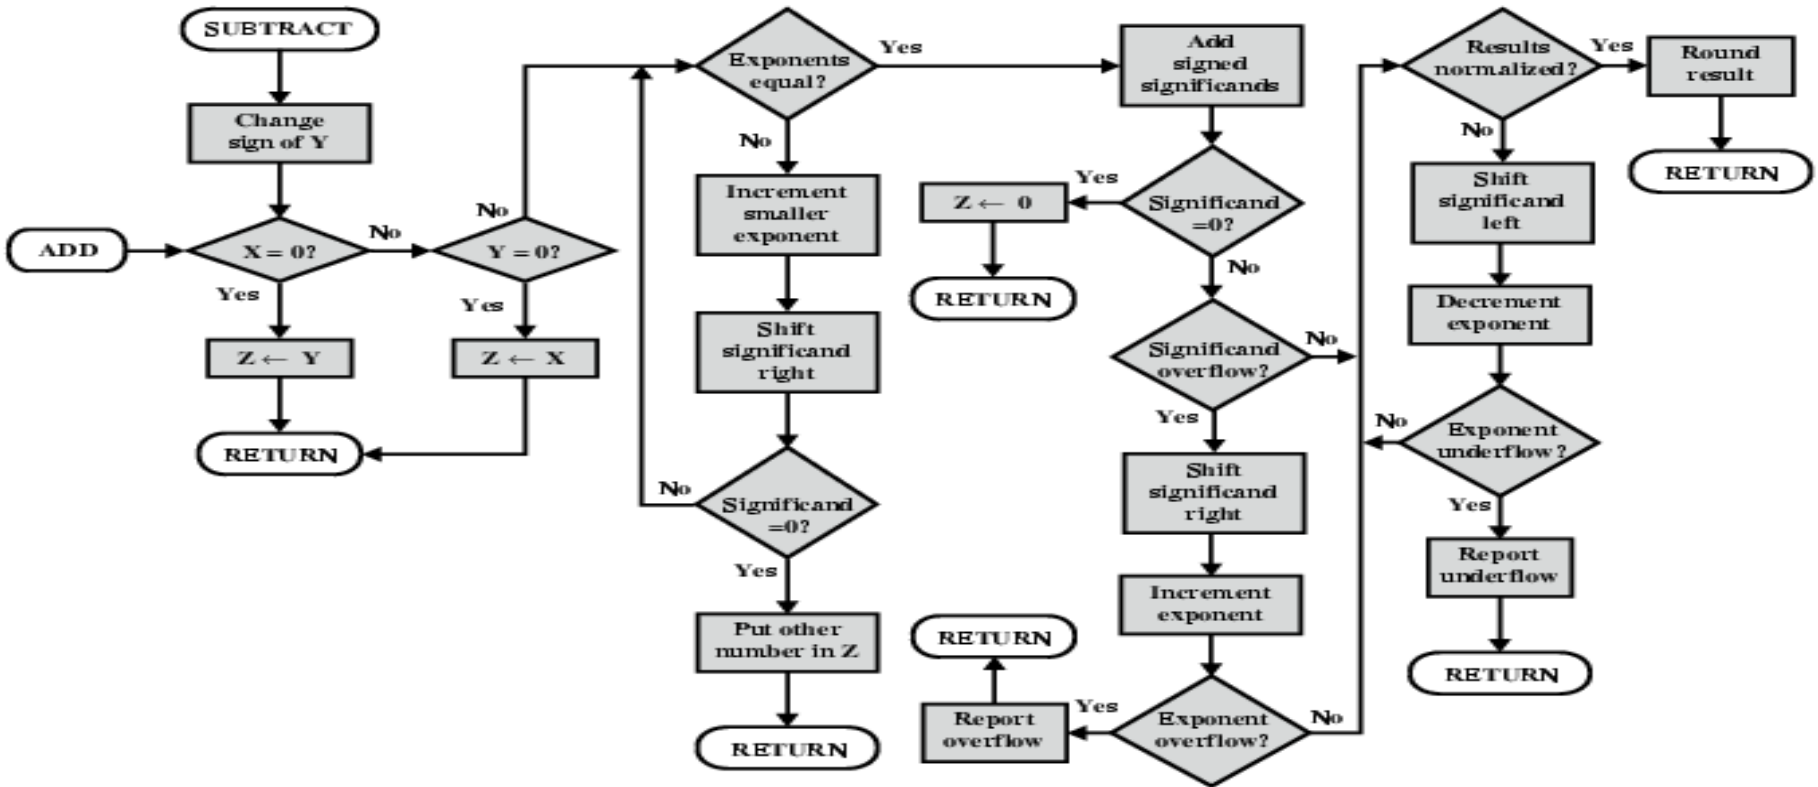 SUBTRACT
Change
sign of Y
ADD
X = 0?
No
Yes
Z ← Y
RETURN
Y = 0?
No
Yes
Z ← X
Exponents
equal?
Yes
No
Increment
smaller
exponent
Shift
significand
right
Significand
=0?
No
Yes
Put other
number in Z
RETURN
Add
signed
significands
Significand
=0?
Yes
Z ← 0
RETURN
No
Significand
overflow?
No
Yes
Shift
significand
right
Increment
exponent
Exponent
overflow?
Yes
Report
overflow
RETURN
No
Results
normalized?
Yes
Round
result
RETURN
No
Shift
significand
left
Decrement
exponent
Exponent
underflow?
No
Yes
Report
underflow
RETURN